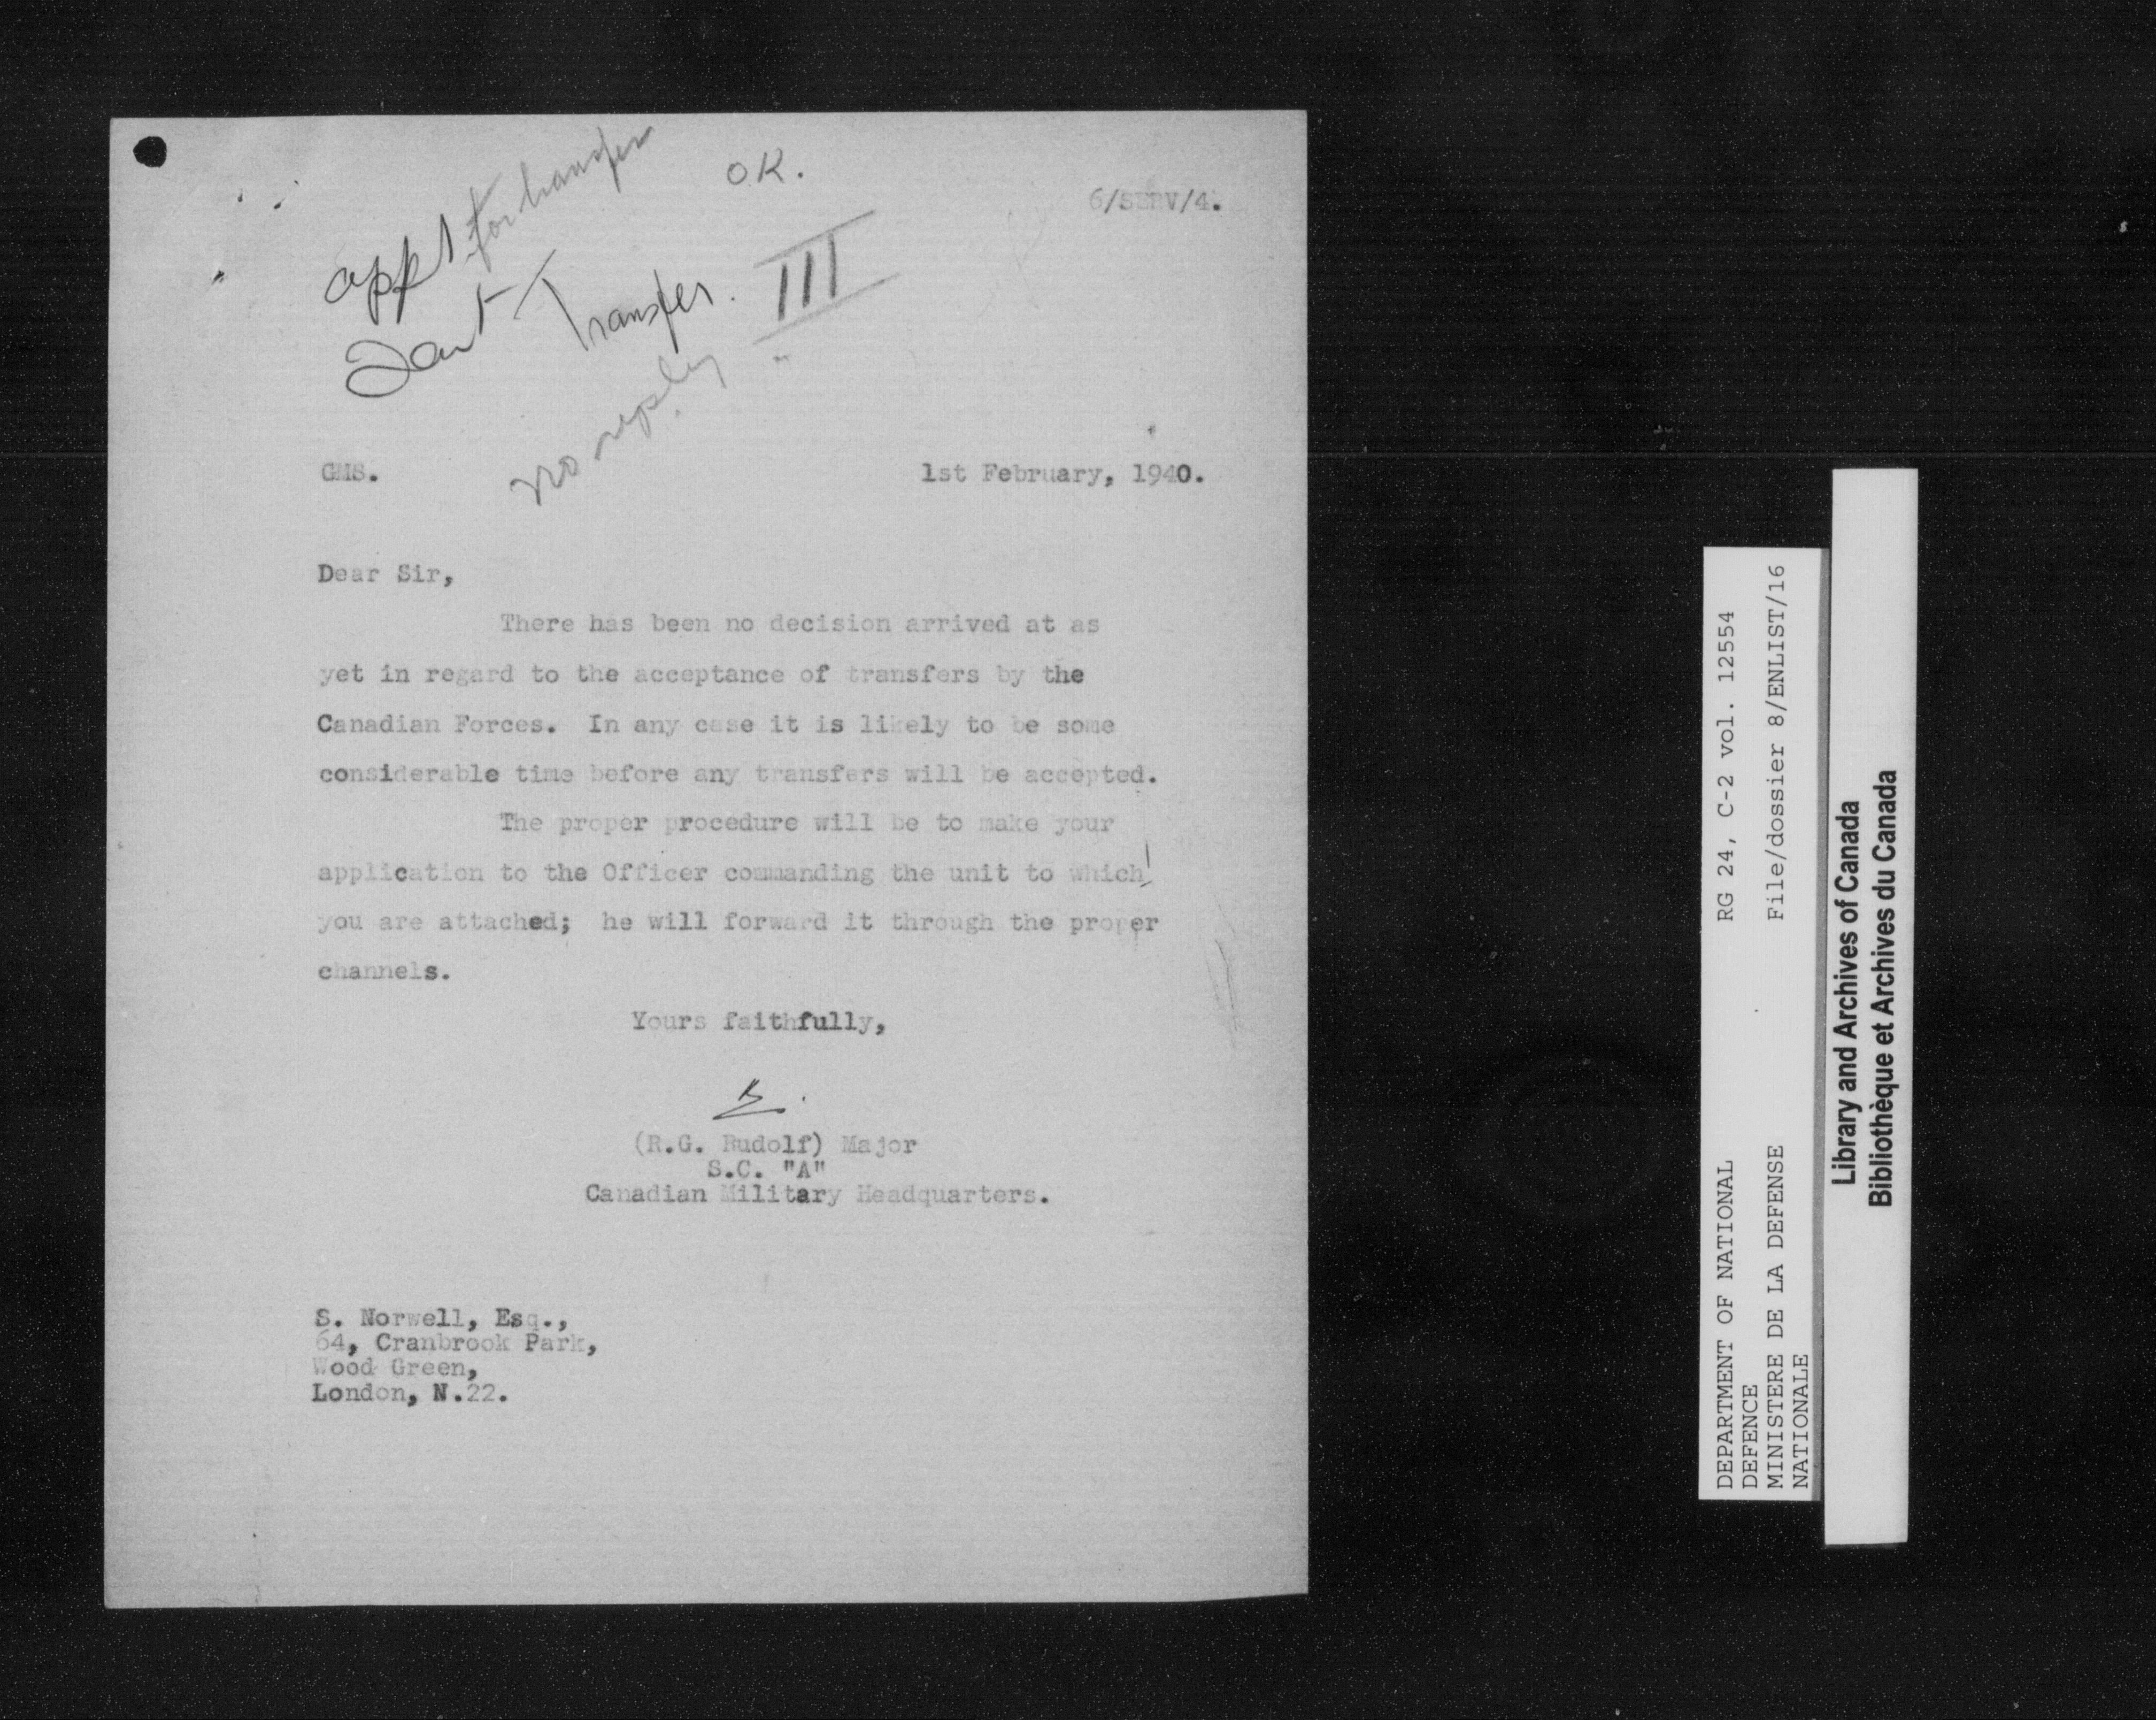 appl for transfer
OK.
6/SERV/4.
Transfer. III
no reply
GMS.
1st February, 1940.
Dear Sir,
There has been no decision arrived at as
yet in regard to the acceptance of transfers by the
Canadian Forces. In any case it is likely to be some
considerable time before any transfers will be accepted.
The proper procedure will be to make your
application to the Officer commanding the unit to which
you are attached; he will forward it through the proper
channels.
Yours faithfully,
(R.G. Rudolf) Major
S.C. "A"
Canadian Military Headquarters.
S. Norwell, Esq.,
64, Cranbrook Park,
Wood Green,
London, N.22.
DEPARTMENT OF NATIONAL
DEFENCE
MINISTERE DE LA DEFENSE
NATIONALE
RG 24, C-2 vol. 12554
File/dossier 8/ENLIST/16
Library and Archives of Canada
Bibliothèque et Archives du Canada